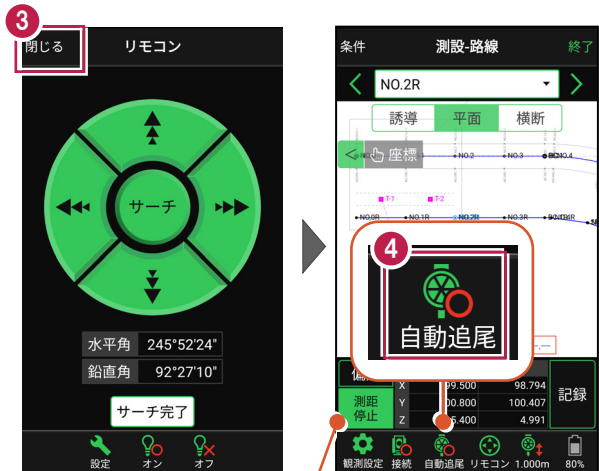 3
閉じる リモコン
サーチ
水平角 245°52'24"
鉛直角 92°27'10"
サーチ完了
設定 オン オフ
条件 測設-路線 終了
NO.2R
誘導 平面 横断
座標
NO.2 NO.3
T-1 T-2
NO.0R NO.1R NO.2R NO.3R
4
自動追尾
X 98.794
測距 Y 00.800 100.407 記録
停止 Z 4.991
観測設定 接続 自動追尾 リモコン 1.000m 80%